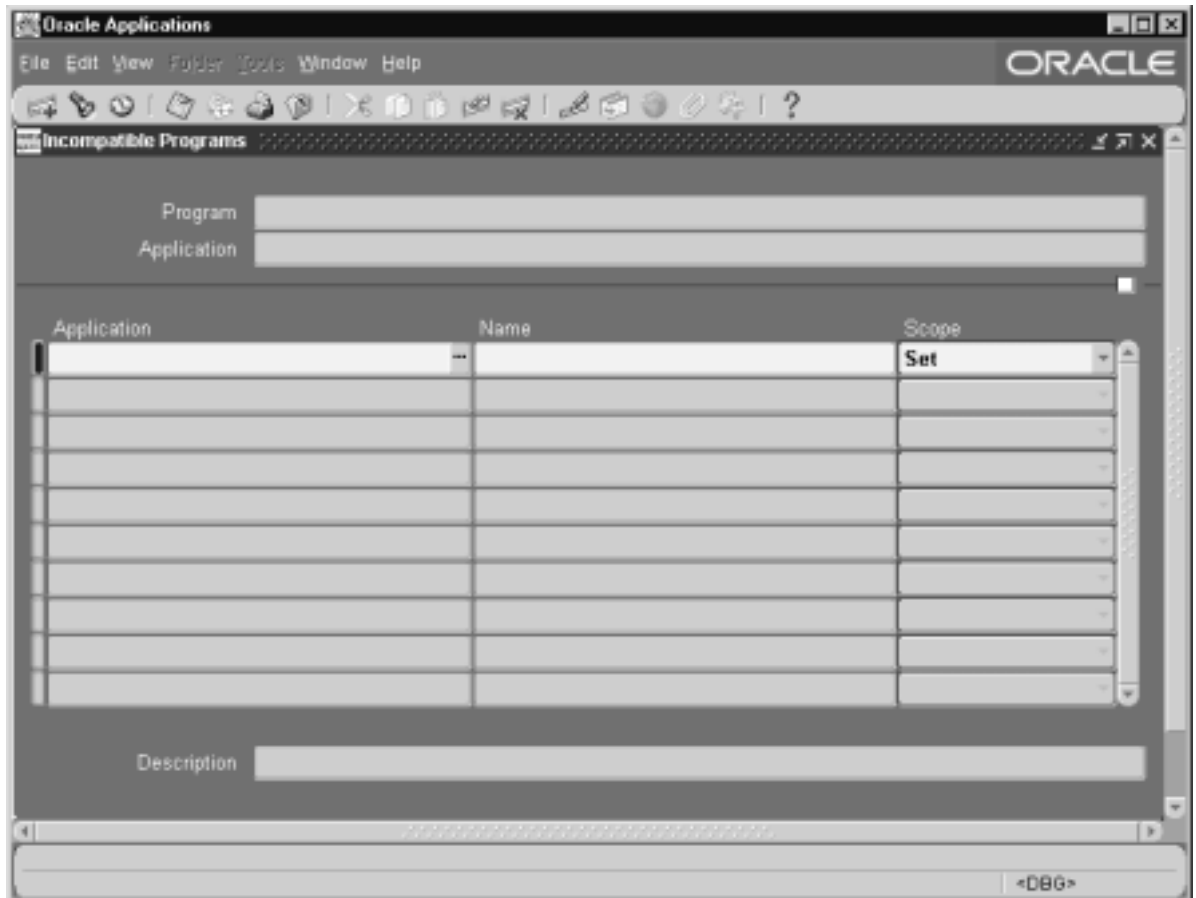 Oracle Applications
File Edit View Folder Tools Window Help
ORACLE
?
Incompatible Programs
Program
Application
Application Name Scope
Set
Description
<DBG>